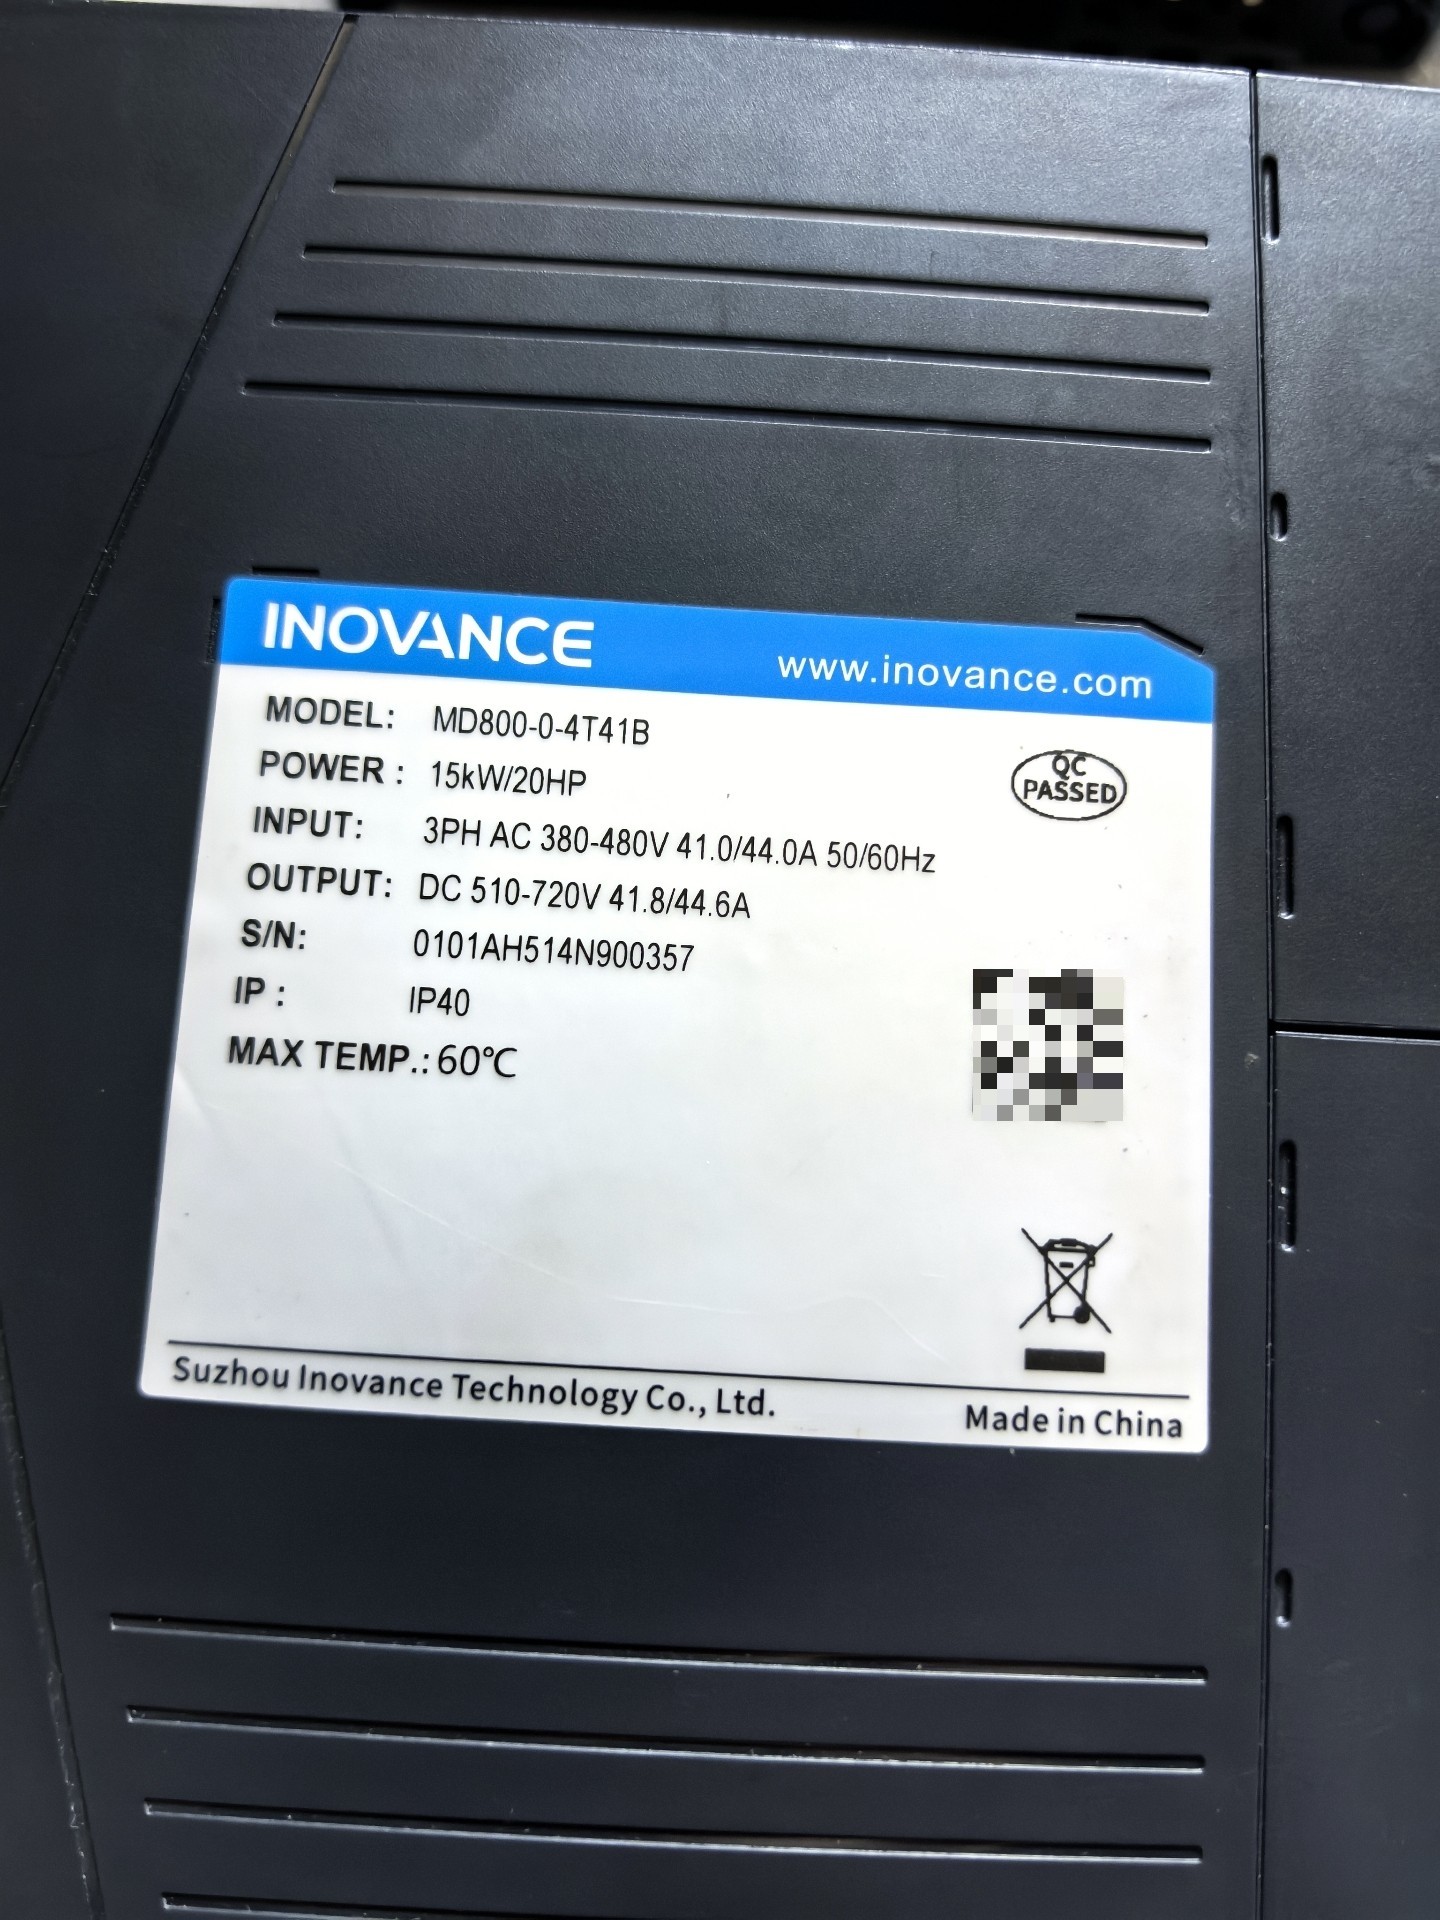 INOVANCE
www.inovance.com
MODEL: MD800-0-4T41B
POWER : 15kW/20HP
QC
PASSED
INPUT: 3PH AC 380-480V 41.0/44.0A 50/60Hz
OUTPUT: DC 510-720V 41.8/44.6A
S/N: 0101AH514N900357
IP : IP40
MAX TEMP.: 60℃
Suzhou Inovance Technology Co., Ltd.
Made in China